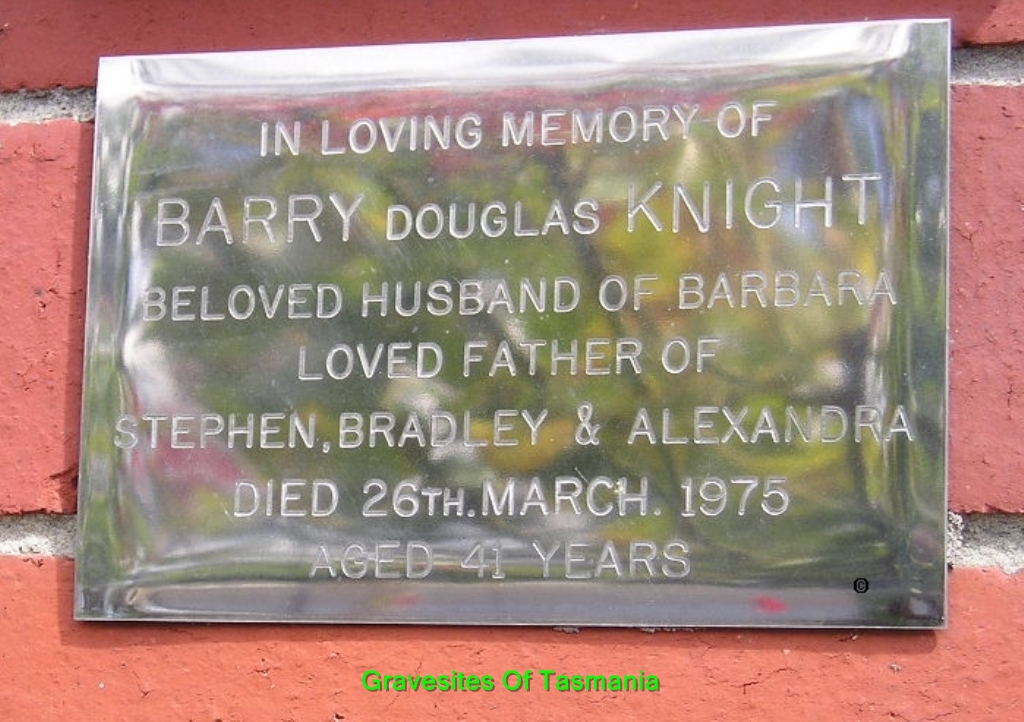 IN LOVING MEMORY OF
BARRY DOUGLAS KNIGHT
BELOVED HUSBAND OF BARBARA
LOVED FATHER OF
STEPHEN, BRADLEY & ALEXANDRA
DIED 26TH. MARCH. 1975
AGED 41 YEARS
©
Gravesites Of Tasmania